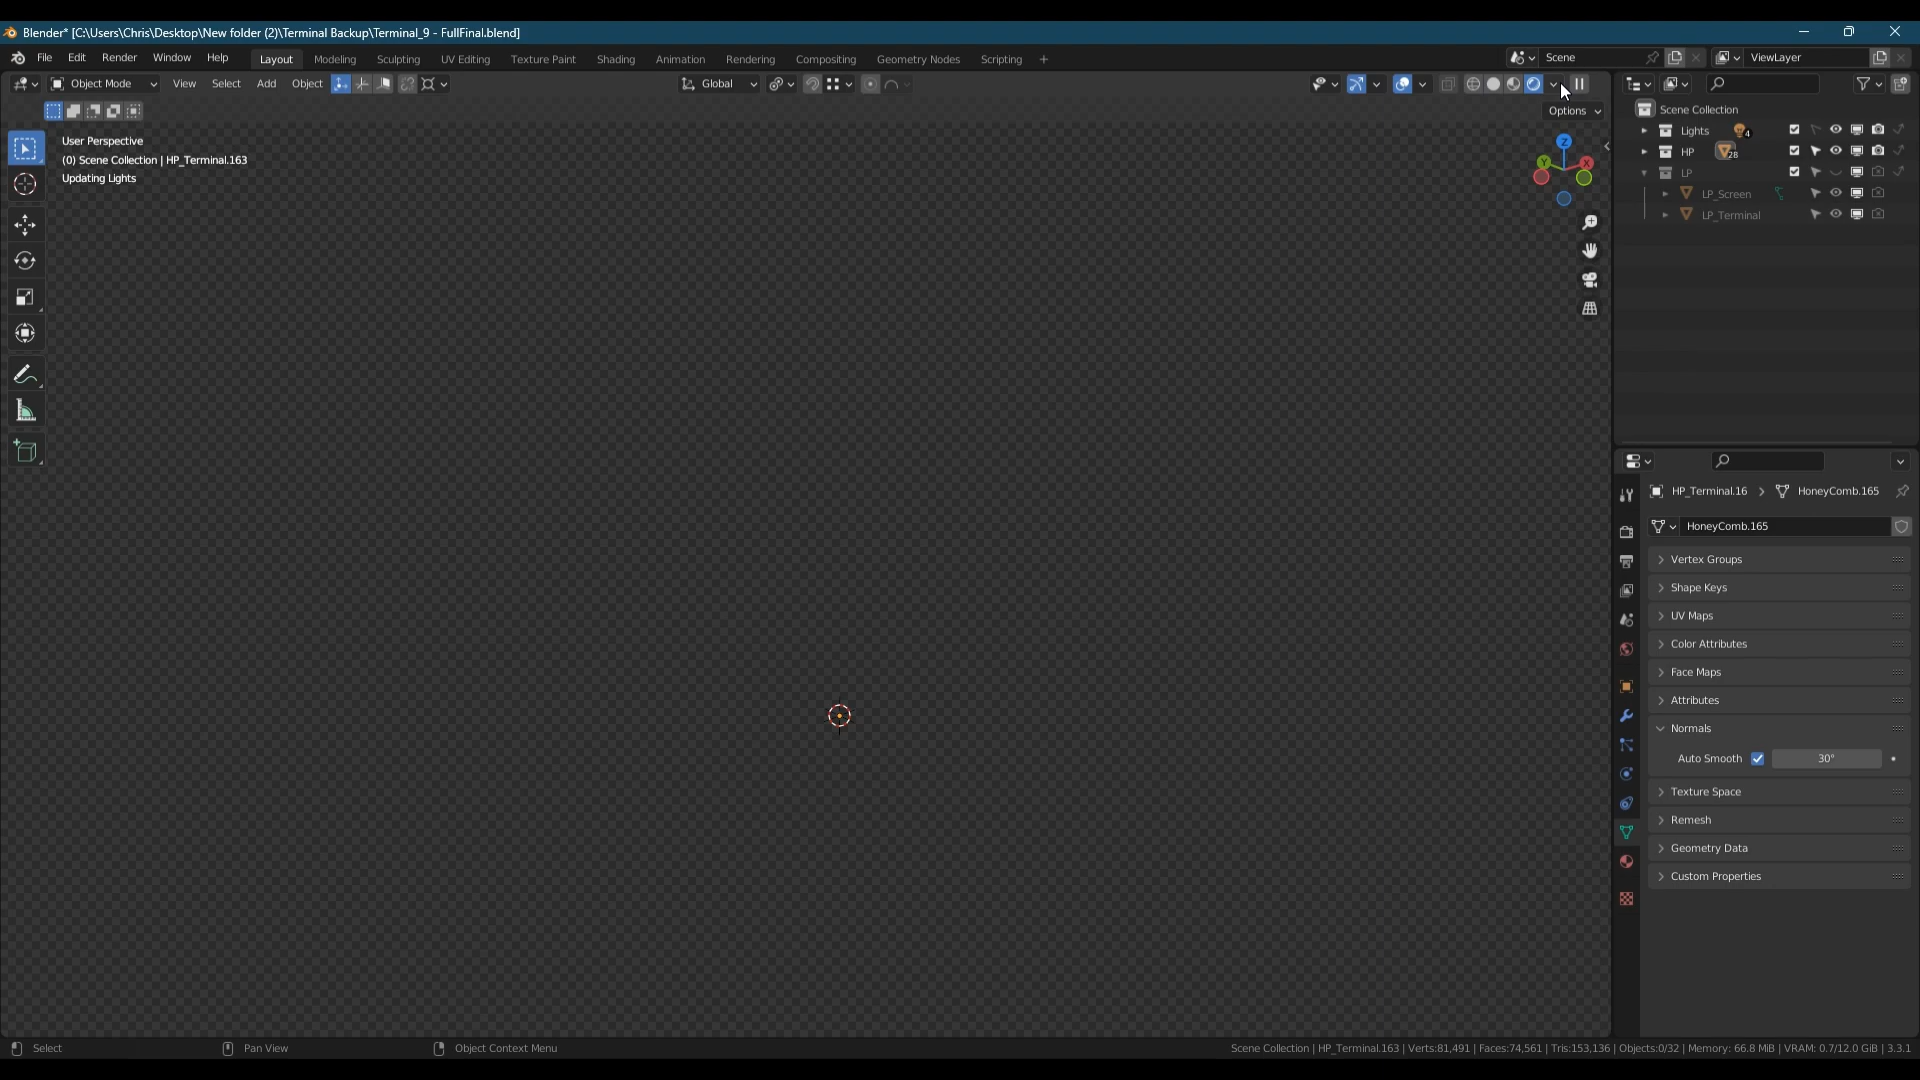 Blender* [C:\Users\Chris\Desktop\New folder (2)\Terminal Backup\Terminal_9 - FullFinal.blend]
File Edit Render Window Help Layout Modeling Sculpting UV Editing Texture Paint Shading Animation Rendering Compositing Geometry Nodes Scripting + Scene ViewLayer
Object Mode View Select Add Object Global
Options
User Perspective
(0) Scene Collection | HP_Terminal.163
Updating Lights
Z
Y X
Scene Collection
Lights 4
HP 28
LP
LP_Screen
LP_Terminal
HP_Terminal.16 HoneyComb.165
HoneyComb.165
Vertex Groups
Shape Keys
UV Maps
Color Attributes
Face Maps
Attributes
Normals
Auto Smooth 30°
Texture Space
Remesh
Geometry Data
Custom Properties
Select Pan View Object Context Menu Scene Collection | HP_Terminal.163 | Verts:81,491 | Faces:74,561 | Tris:153,136 | Objects:0/32 | Memory: 66.8 MiB | VRAM: 0.7/12.0 GiB | 3.3.1